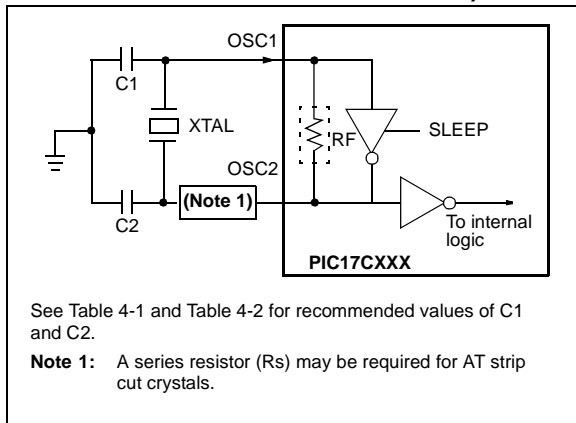 OSC1
C1
XTAL
SLEEP
RF
OSC2
(Note 1)
C2
To internal
logic
PIC17CXXX
See Table 4-1 and Table 4-2 for recommended values of C1
and C2.
Note 1: A series resistor (Rs) may be required for AT strip
cut crystals.